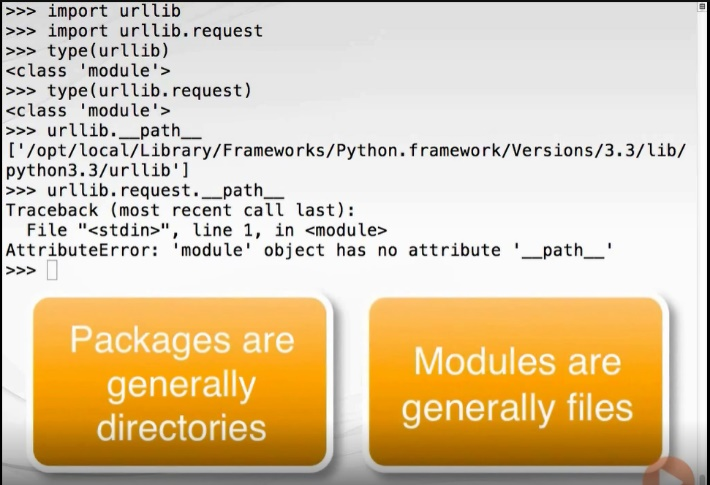 >>> import urllib
>>> import urllib.request
>>> type(urllib)
<class 'module'>
>>> type(urllib.request)
<class 'module'>
>>> urllib.__path__
['/opt/local/Library/Frameworks/Python.framework/Versions/3.3/lib/
python3.3/urllib']
>>> urllib.request.__path__
Traceback (most recent call last):
  File "<stdin>", line 1, in <module>
AttributeError: 'module' object has no attribute '__path__'
>>>
Packages are
generally
directories
Modules are
generally files